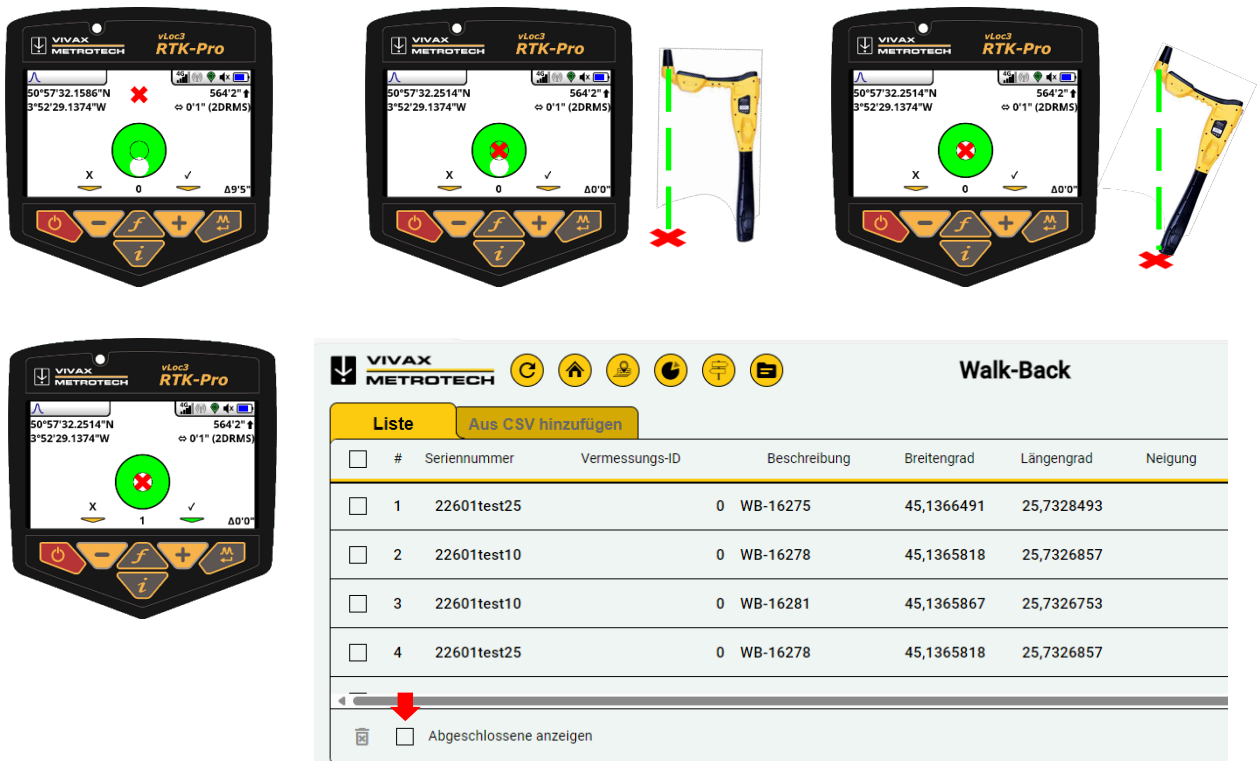 VIVAX
METROTECH
vLoc3
RTK-Pro
4G
50°57'32.1586"N
564'2"
3°52'29.1374"W
⇔ 0'1" (2DRMS)
X
0
✓
Δ9'5"
f
i
VIVAX
METROTECH
vLoc3
RTK-Pro
4G
50°57'32.2514"N
564'2"
3°52'29.1374"W
⇔ 0'1" (2DRMS)
X
0
✓
Δ0'0"
f
i
VIVAX
METROTECH
vLoc3
RTK-Pro
4G
50°57'32.2514"N
564'2"
3°52'29.1374"W
⇔ 0'1" (2DRMS)
X
0
✓
Δ0'0"
f
i
VIVAX
METROTECH
vLoc3
RTK-Pro
4G
50°57'32.2514"N
564'2"
3°52'29.1374"W
⇔ 0'1" (2DRMS)
X
1
✓
Δ0'0"
f
i
VIVAX
METROTECH
Walk-Back
Liste
Aus CSV hinzufügen
# Seriennummer Vermessungs-ID Beschreibung Breitengrad Längengrad Neigung
1 22601test25 0 WB-16275 45,1366491 25,7328493
2 22601test10 0 WB-16278 45,1365818 25,7326857
3 22601test10 0 WB-16281 45,1365867 25,7326753
4 22601test25 0 WB-16278 45,1365818 25,7326857
Abgeschlossene anzeigen